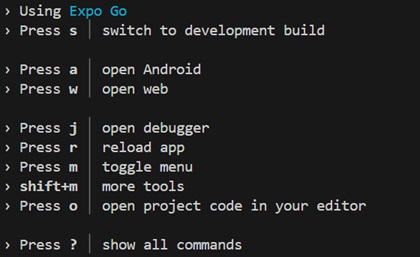 › Using Expo Go
› Press s │ switch to development build
› Press a │ open Android
› Press w │ open web
› Press j │ open debugger
› Press r │ reload app
› Press m │ toggle menu
› shift+m │ more tools
› Press o │ open project code in your editor
› Press ? │ show all commands